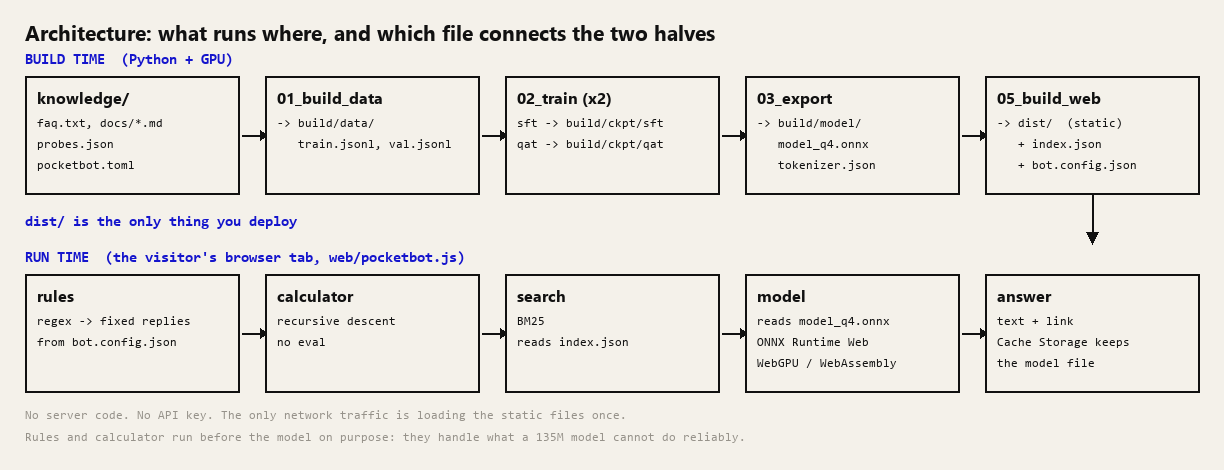 Architecture: what runs where, and which file connects the two halves
BUILD TIME  (Python + GPU)
knowledge/
faq.txt, docs/*.md
probes.json
pocketbot.toml
01_build_data
-> build/data/
train.jsonl, val.jsonl
02_train (x2)
sft -> build/ckpt/sft
qat -> build/ckpt/qat
03_export
-> build/model/
model_q4.onnx
tokenizer.json
05_build_web
-> dist/  (static)
+ index.json
+ bot.config.json
dist/ is the only thing you deploy
RUN TIME  (the visitor's browser tab, web/pocketbot.js)
rules
regex -> fixed replies
from bot.config.json
calculator
recursive descent
no eval
search
BM25
reads index.json
model
reads model_q4.onnx
ONNX Runtime Web
WebGPU / WebAssembly
answer
text + link
Cache Storage keeps
the model file
No server code. No API key. The only network traffic is loading the static files once.
Rules and calculator run before the model on purpose: they handle what a 135M model cannot do reliably.